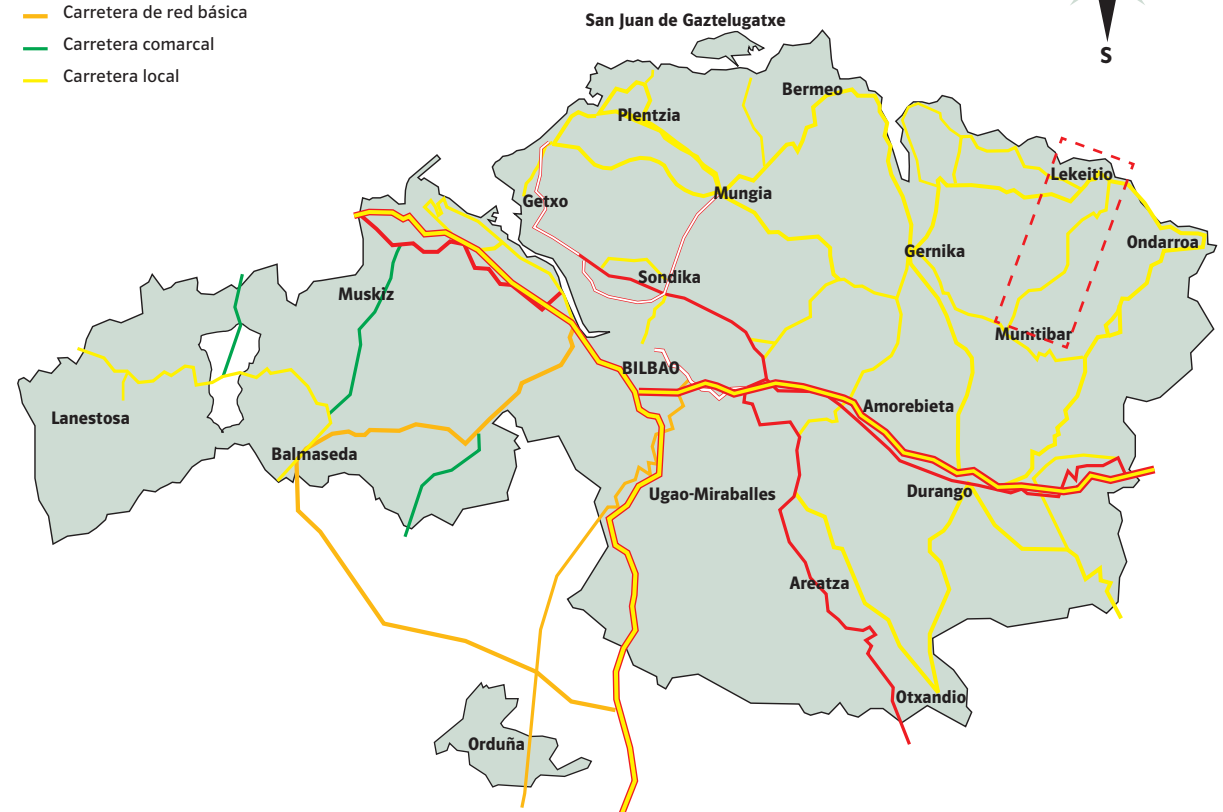 Carretera de red básica
Carretera comarcal
Carretera local
San Juan de Gaztelugatxe
S
Bermeo
Plentzia
Lekeitio
Mungia
Getxo
Ondarroa
Gernika
Sondika
Muskiz
Munitibar
BILBAO
Amorebieta
Lanestosa
Balmaseda
Durango
Ugao-Miraballes
Areatza
Otxandio
Orduña